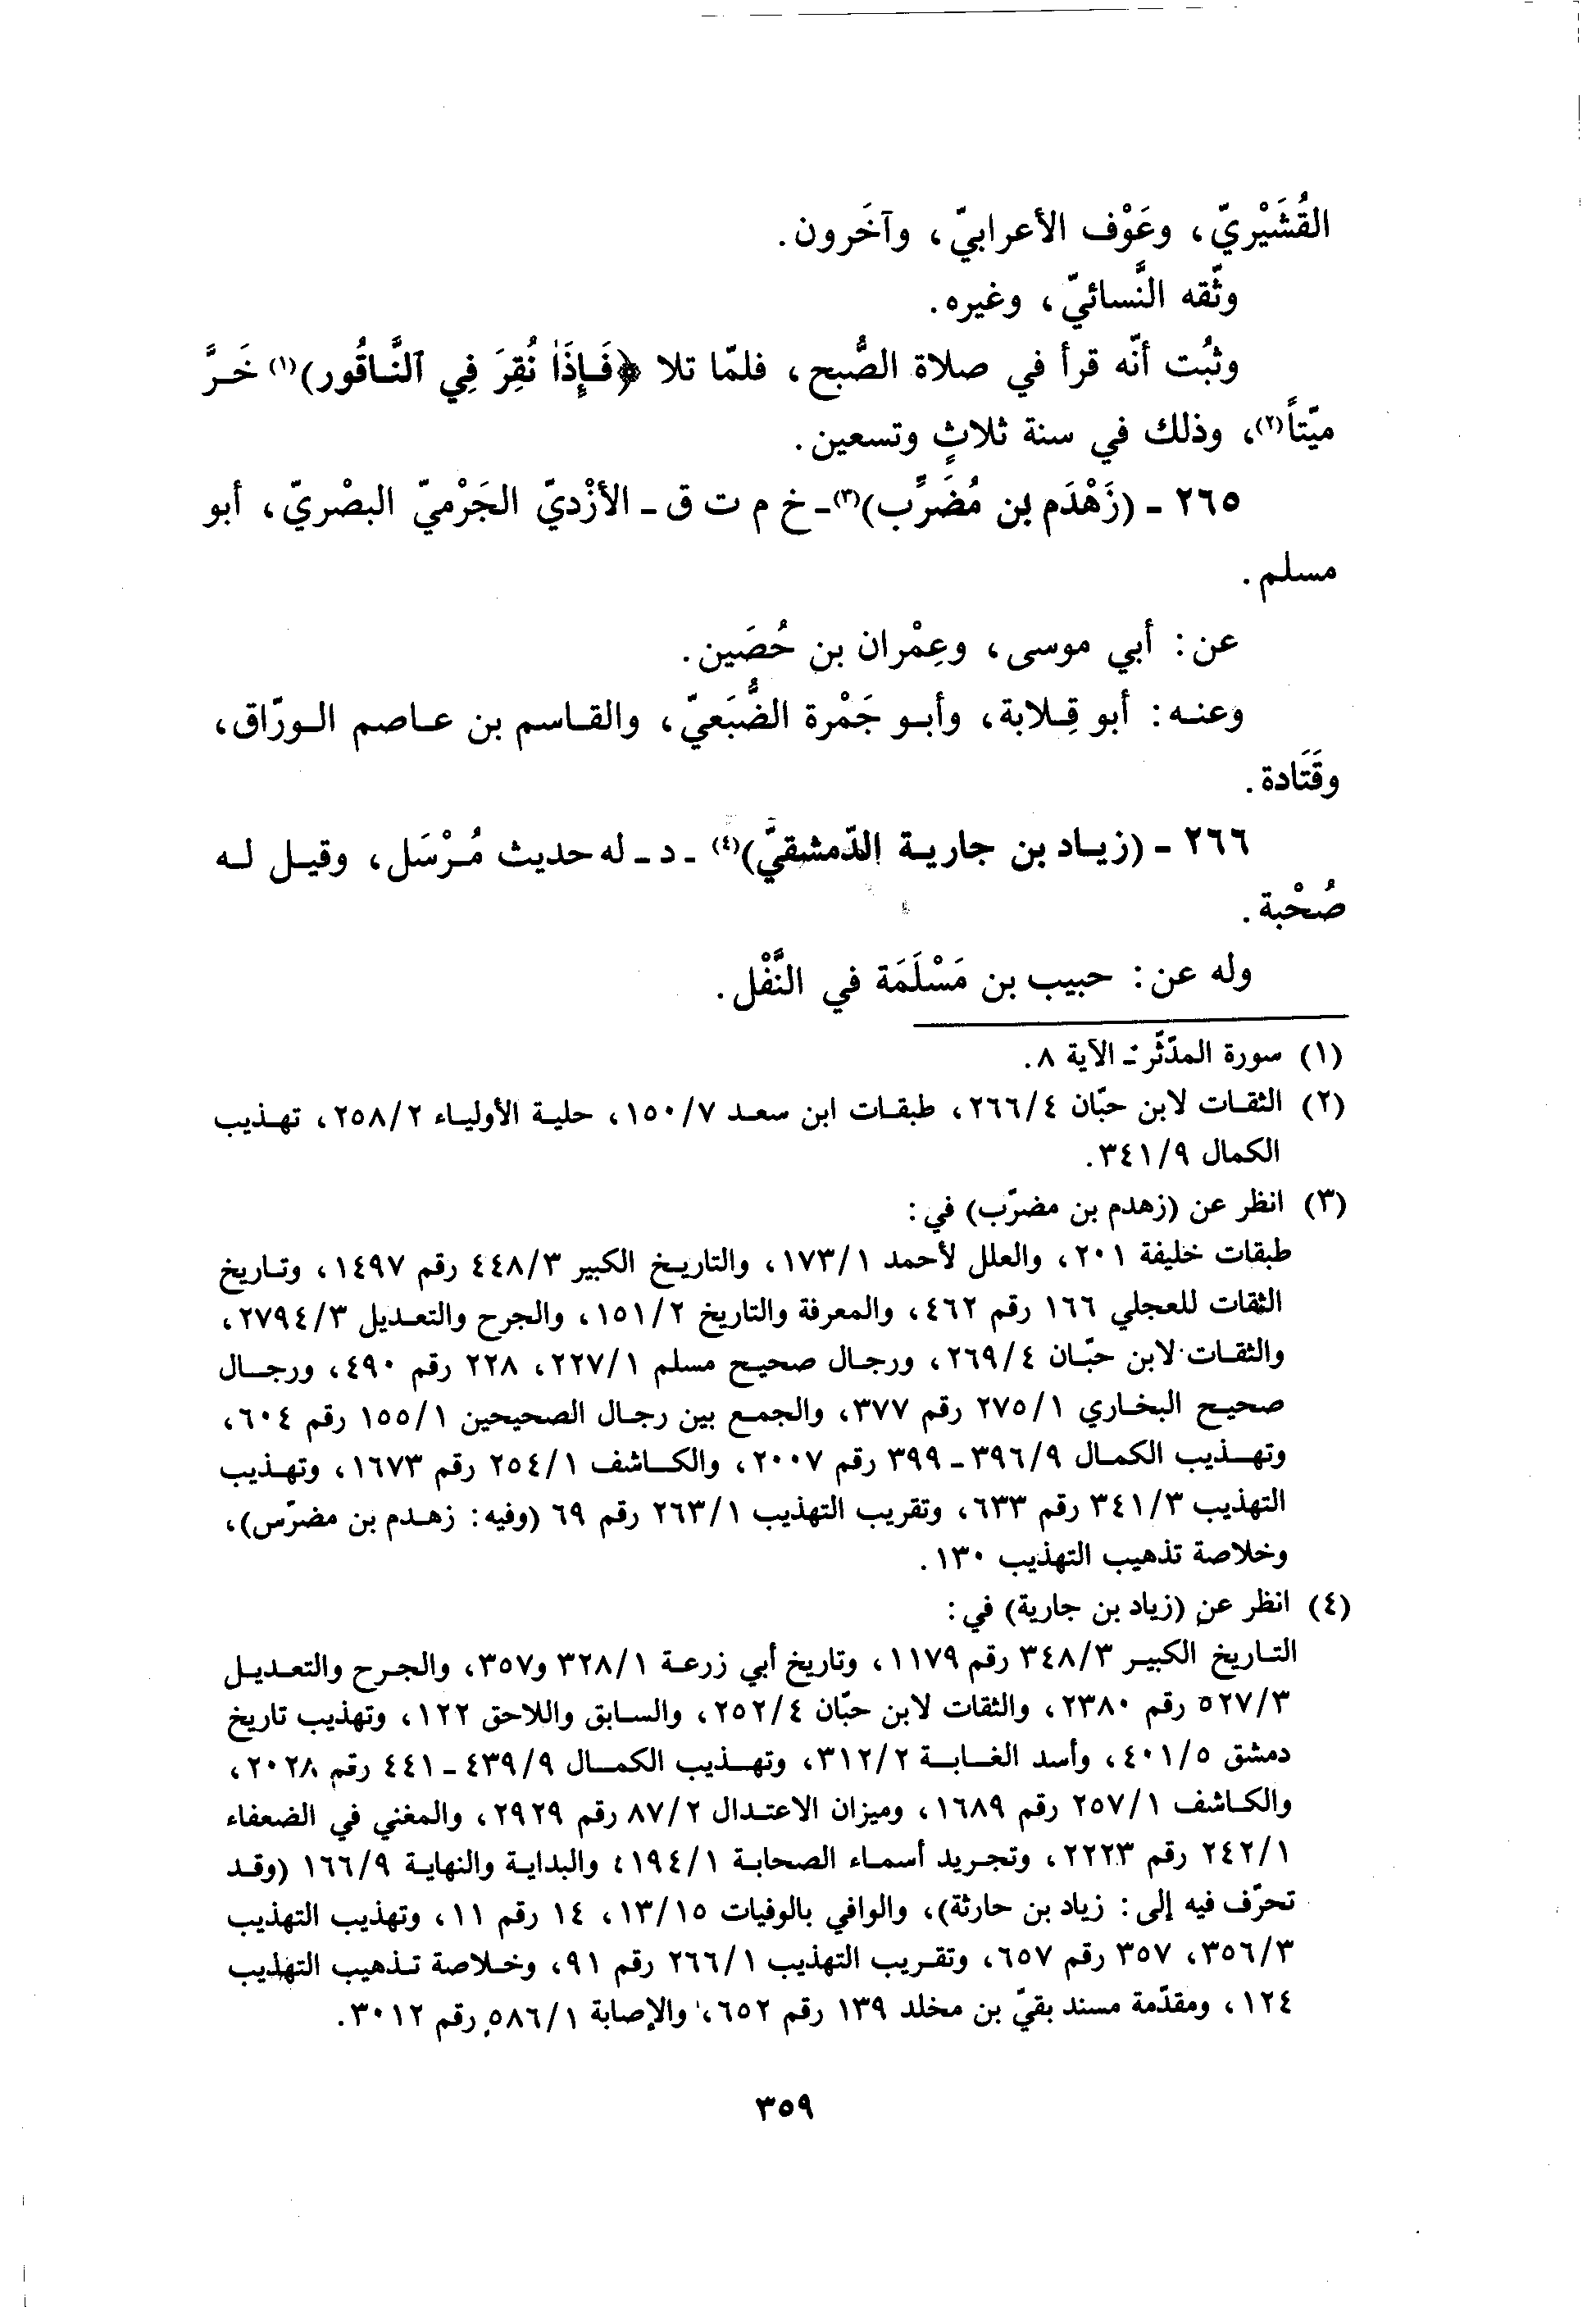 القُشَيْريّ، وعَوْف الأعرابيّ، وآخَرون.
وثّقه النَّسائيّ، وغيره.
وثبُت أنّه قرأ في صلاة الصُّبح، فلمّا تلا ﴿فَإِذَا نُقِرَ فِي ٱلنَّاقُور)(١) خَرَّ
ميّتاً(٢)، وذلك في سنة ثلاثٍ وتسعين.
٢٦٥ - (زَهْدَم بن مُضَرِّب)(٣) - خ م ت ق - الأزْديّ الجَرْميّ البصْريّ، أبو
مسلم.
عن: أبي موسى، وعِمْران بن حُصَين.
وعنه: أبو قِلابة، وأبو جَمْرة الضُّبَعيّ، والقاسم بن عاصم الورّاق،
وقَتَادة.
٢٦٦ - (زياد بن جارية الدّمشقيّ)(٤) - د - له حديث مُرْسَل، وقيل له
صُحْبة.
وله عن: حبيب بن مَسْلَمَة في النَّفْل.
(١) سورة المدّثّر - الآية ٨.
(٢) الثقات لابن حبّان ٢٦٦/٤، طبقات ابن سعد ١٥٠/٧، حلية الأولياء ٢٥٨/٢، تهذيب
الكمال ٣٤١/٩.
(٣) انظر عن (زهدم بن مضرّب) في:
طبقات خليفة ٢٠١، والعلل لأحمد ١٧٣/١، والتاريخ الكبير ٤٤٨/٣ رقم ١٤٩٧، وتاريخ
الثقات للعجلي ١٦٦ رقم ٤٦٢، والمعرفة والتاريخ ١٥١/٢، والجرح والتعديل ٢٧٩٤/٣،
والثقات لابن حبّان ٢٦٩/٤، ورجال صحيح مسلم ٢٢٧/١، ٢٢٨ رقم ٤٩٠، ورجال
صحيح البخاري ٢٧٥/١ رقم ٣٧٧، والجمع بين رجال الصحيحين ١٥٥/١ رقم ٦٠٤،
وتهذيب الكمال ٣٩٦/٩ - ٣٩٩ رقم ٢٠٠٧، والكاشف ٢٥٤/١ رقم ١٦٧٣، وتهذيب
التهذيب ٣٤١/٣ رقم ٦٣٣، وتقريب التهذيب ٢٦٣/١ رقم ٦٩ (وفيه: زهدم بن مضرّس)،
وخلاصة تذهيب التهذيب ١٣٠.
(٤) انظر عن (زياد بن جارية) في:
التاريخ الكبير ٣٤٨/٣ رقم ١١٧٩، وتاريخ أبي زرعة ٣٢٨/١ و٣٥٧، والجرح والتعديل
٥٢٧/٣ رقم ٢٣٨٠، والثقات لابن حبّان ٢٥٢/٤، والسابق واللاحق ١٢٢، وتهذيب تاريخ
دمشق ٤٠١/٥، وأسد الغابة ٣١٢/٢، وتهذيب الكمال ٤٣٩/٩ - ٤٤١ رقم ٢٠٢٨،
والكاشف ٢٥٧/١ رقم ١٦٨٩، وميزان الاعتدال ٨٧/٢ رقم ٢٩٢٩، والمغني في الضعفاء
٢٤٢/١ رقم ٢٢٢٣، وتجريد أسماء الصحابة ١٩٤/١، والبداية والنهاية ١٦٦/٩ (وقد
تحرّف فيه إلى: زياد بن حارثة)، والوافي بالوفيات ١٣/١٥، ١٤ رقم ١١، وتهذيب التهذيب
٣٥٦/٣، ٣٥٧ رقم ٦٥٧، وتقريب التهذيب ٢٦٦/١ رقم ٩١، وخلاصة تذهيب التهذيب
١٢٤، ومقدّمة مسند بقيّ بن مخلد ١٣٩ رقم ٦٥٢، والإصابة ٥٨٦/١ رقم ٣٠١٢.
٣٥٩